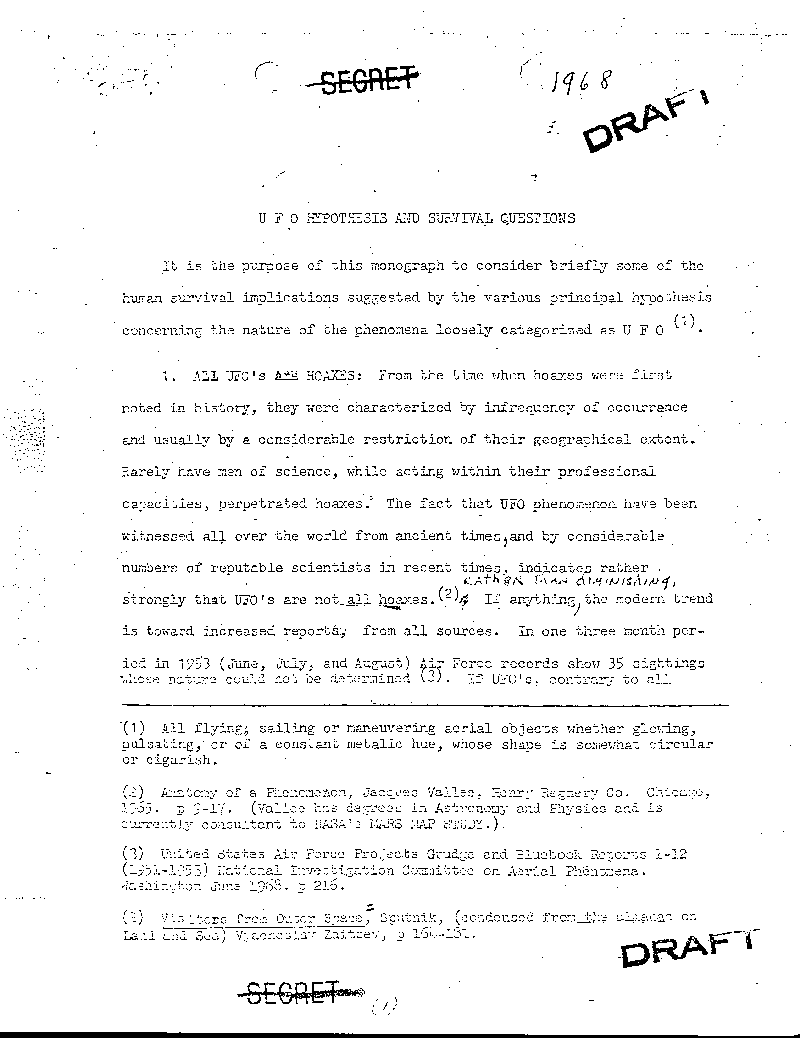 SECRET
1968
DRAFT
U F O HYPOTHESIS AND SURVIVAL QUESTIONS
It is the purpose of this monograph to consider briefly some of the
human survival implications suggested by the various principal hypothesis
concerning the nature of the phenomena loosely categorized as U F O (1).
1. ALL UFO's ARE HOAXES: From the time when hoaxes were first
noted in history, they were characterized by infrequency of occurrance
and usually by a considerable restriction of their geographical extent.
Rarely have men of science, while acting within their professional
capacities, perpetrated hoaxes. The fact that UFO phenomenon have been
witnessed all over the world from ancient times, and by considerable
numbers of reputable scientists in recent times, indicates rather
rather than diminishing,
strongly that UFO's are not all hoaxes. (2) If anything, the modern trend
is toward increased reports, from all sources. In one three month per-
iod in 1953 (June, July, and August) Air Force records show 35 sightings
whose nature could not be determined (3). If UFO's, contrary to all
(1) All flying, sailing or maneuvering aerial objects whether glowing,
pulsating, or of a constant metalic hue, whose shape is somewhat circular
or cigarish.
(2) Anatomy of a Phenomenon, Jacques Vallee, Henry Regnery Co. Chicago,
1965. p 9-17. (Vallee has degrees in Astronomy and Physics and is
currently consultant to NASA's MARS MAP STUDY.).
(3) United States Air Force Projects Grudge and Bluebook Reports 1-12
(1951-1953) National Investigation Committee on Aerial Phenomena.
Washington June 1968. p 216.
Visitors from Outer Space, Sputnik, (condensed from the on
Land and Sea) Vyacheslav Zaitsev, p
DRAFT
SECRET
(1)